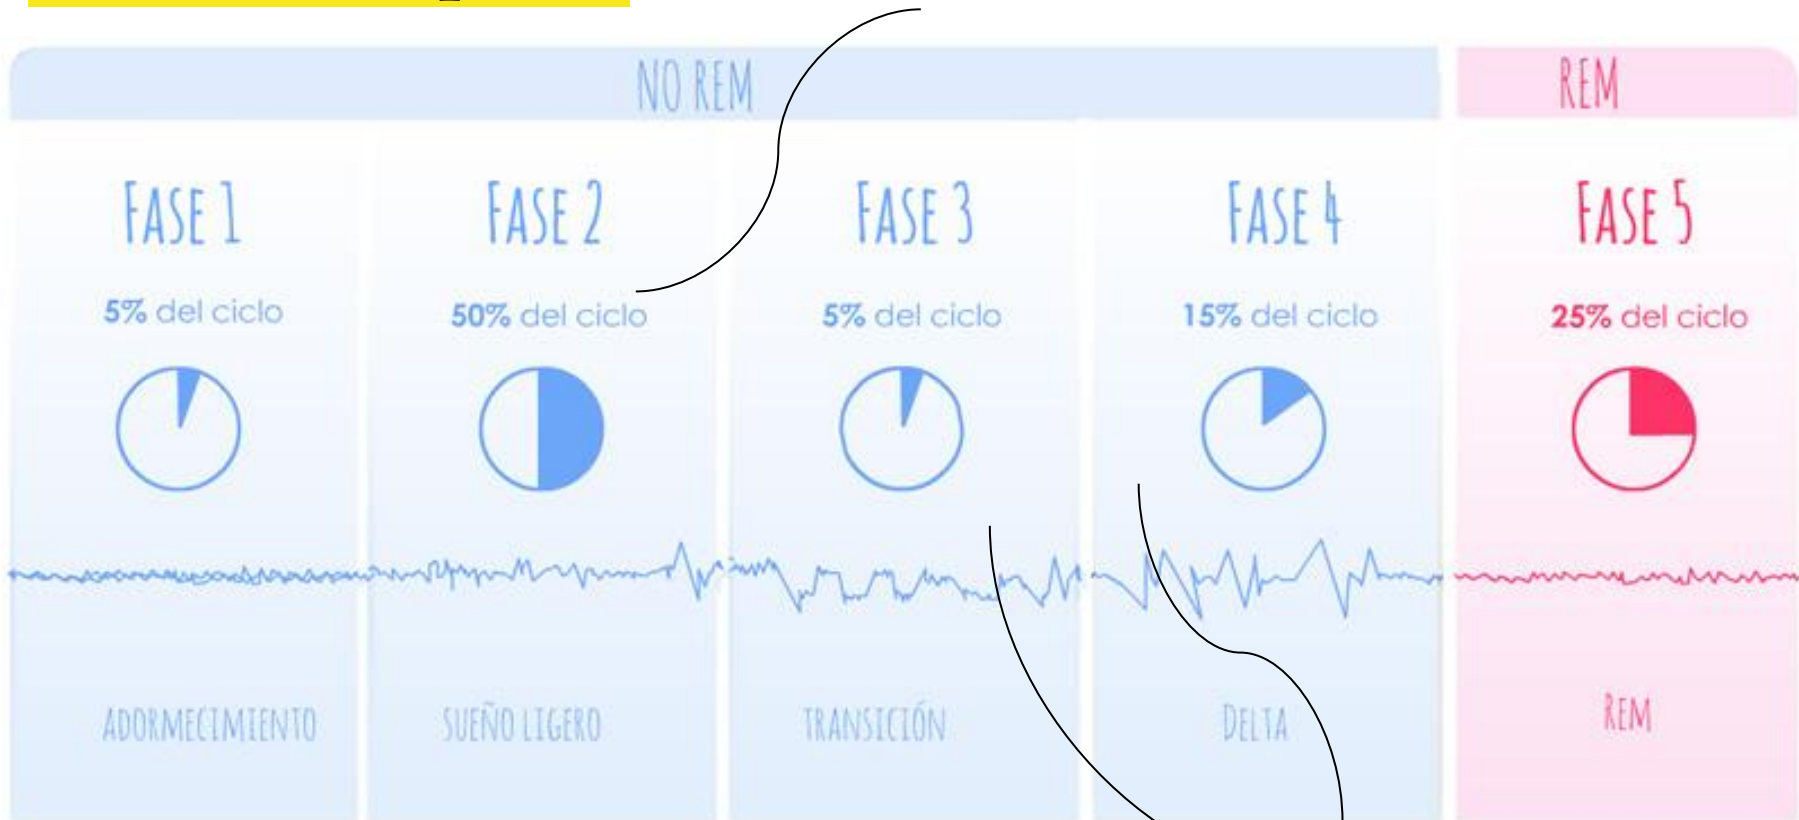 NO REM
REM
FASE 1
FASE 2
FASE 3
FASE 4
FASE 5
5% del ciclo
50% del ciclo
5% del ciclo
15% del ciclo
25% del ciclo
ADORMECIMIENTO
SUEÑO LIGERO
TRANSICIÓN
DELTA
REM